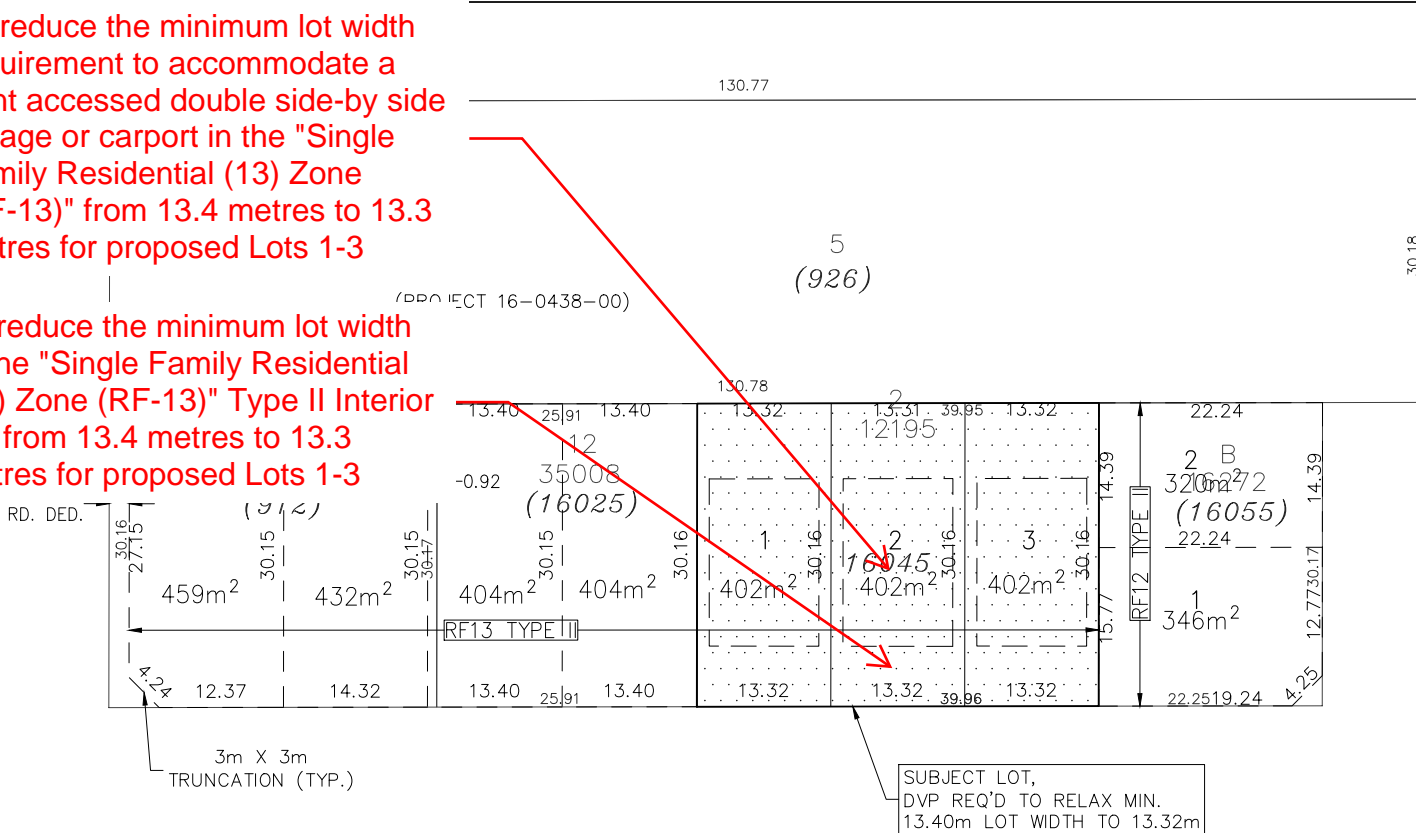 reduce the minimum lot width
uirement to accommodate a
nt accessed double side-by side
age or carport in the "Single
mily Residential (13) Zone
F-13)" from 13.4 metres to 13.3
tres for proposed Lots 1-3
130.77
5
(926)
30.18
(PROJECT 16-0438-00)
reduce the minimum lot width
he "Single Family Residential
) Zone (RF-13)" Type II Interior
from 13.4 metres to 13.3
tres for proposed Lots 1-3
130.78
13.40 25.91 13.40
13.32 13.31 39.95 13.32
22.24
2
12195
12
35008
(16025)
-0.92
(972)
RD. DED.
30.16
27.15
30.15
30.15
30.17
30.15
30.16
30.16
30.16
30.16
14.39
14.39
2 B
320m² 16272
(16055)
22.24
1 2 3
16045
459m² 432m² 404m² 404m² 402m² 402m² 402m²
RF13 TYPE II
RF12 TYPE II
15.77
1
346m²
12.77
30.17
4.24
12.37 14.32 13.40 25.91 13.40 13.32 13.32 39.96 13.32
22.25 19.24
4.25
3m X 3m
TRUNCATION (TYP.)
SUBJECT LOT,
DVP REQ'D TO RELAX MIN.
13.40m LOT WIDTH TO 13.32m